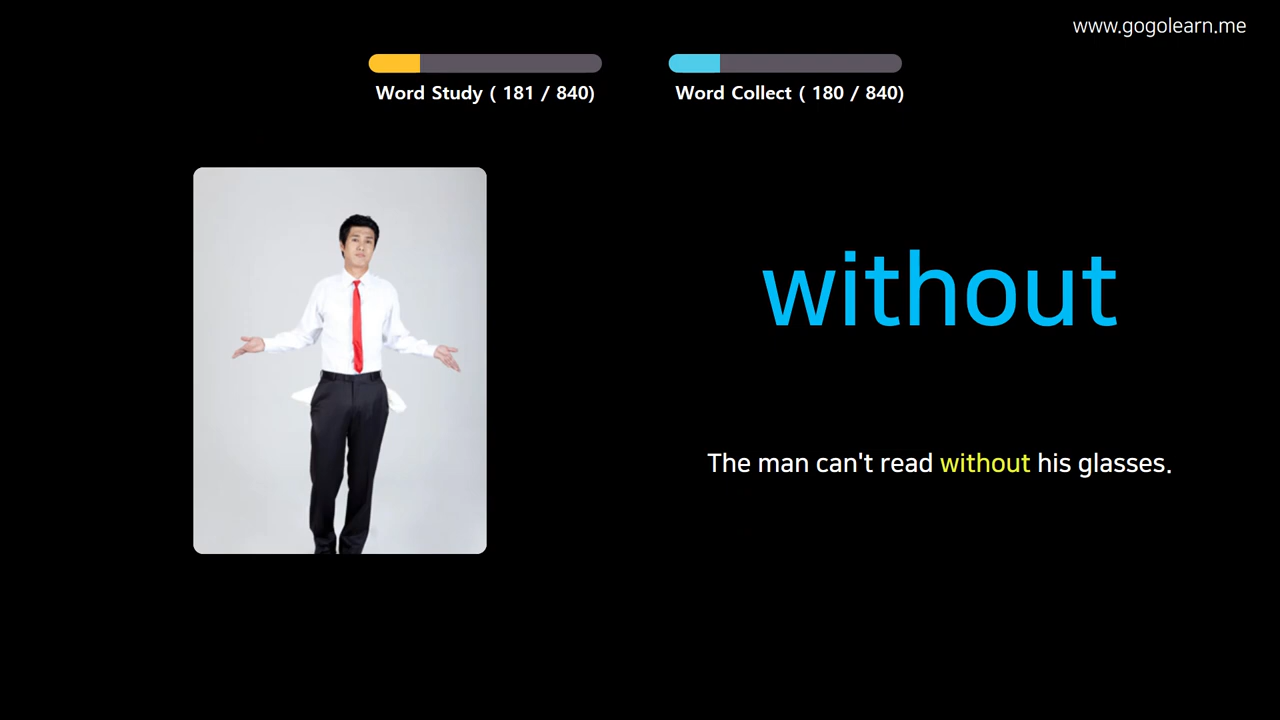 www.gogolearn.me
Word Study ( 181 / 840)
Word Collect ( 180 / 840)
without
The man can't read without his glasses.